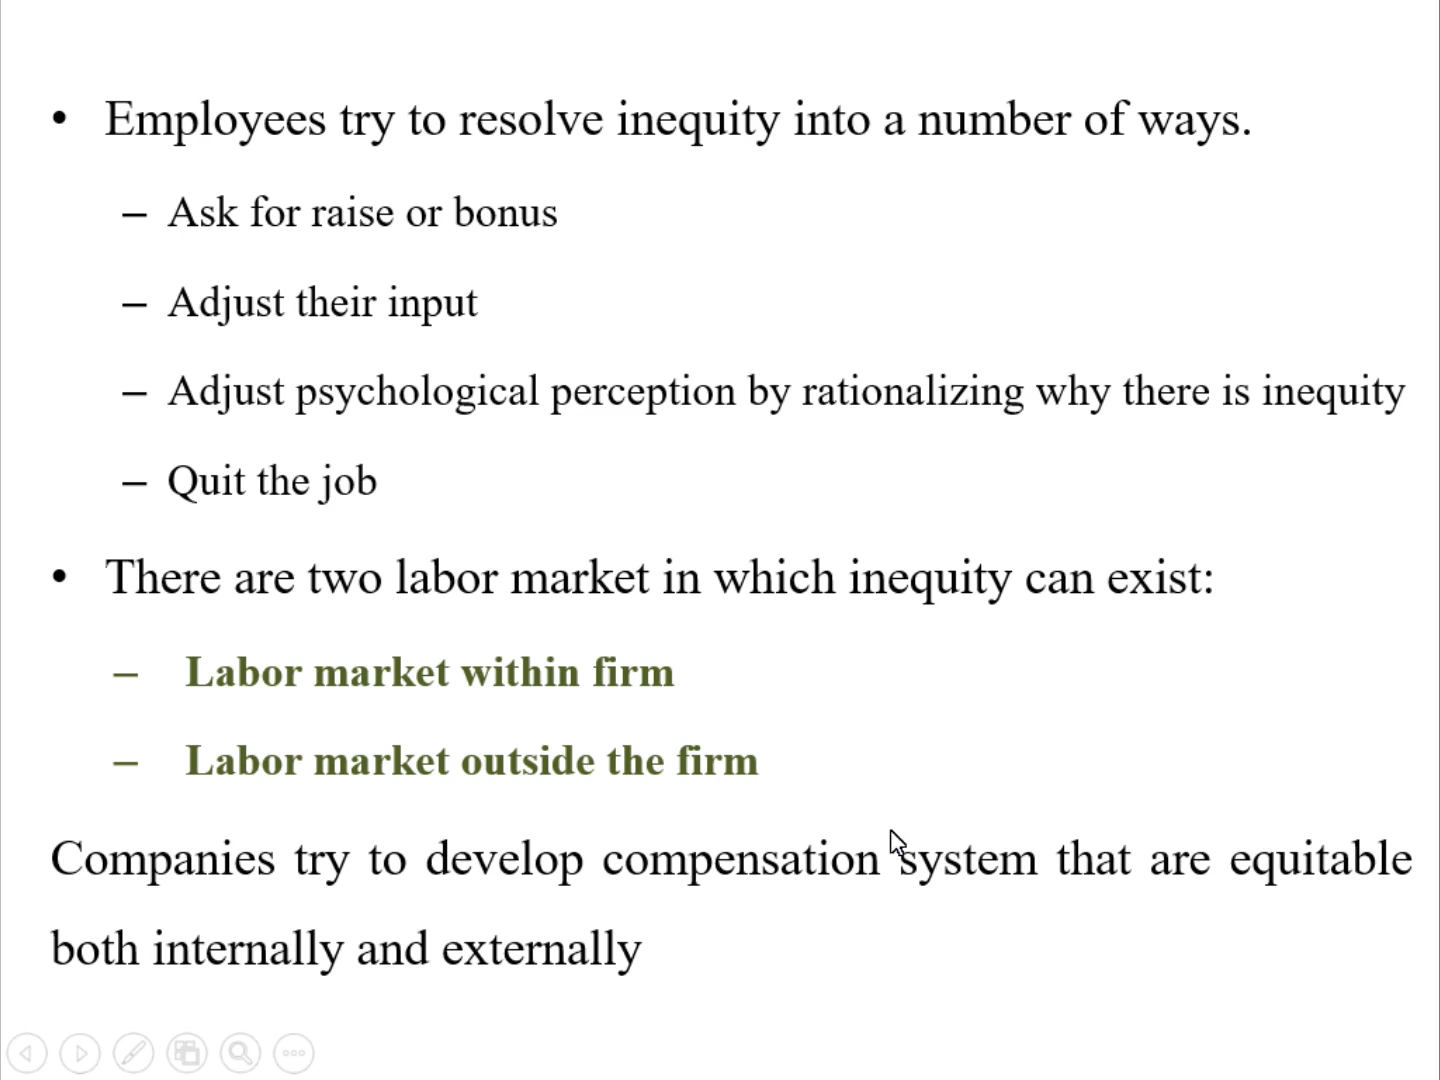 • Employees try to resolve inequity into a number of ways.
– Ask for raise or bonus
– Adjust their input
– Adjust psychological perception by rationalizing why there is inequity
– Quit the job
• There are two labor market in which inequity can exist:
– Labor market within firm
– Labor market outside the firm
Companies try to develop compensation system that are equitable
both internally and externally